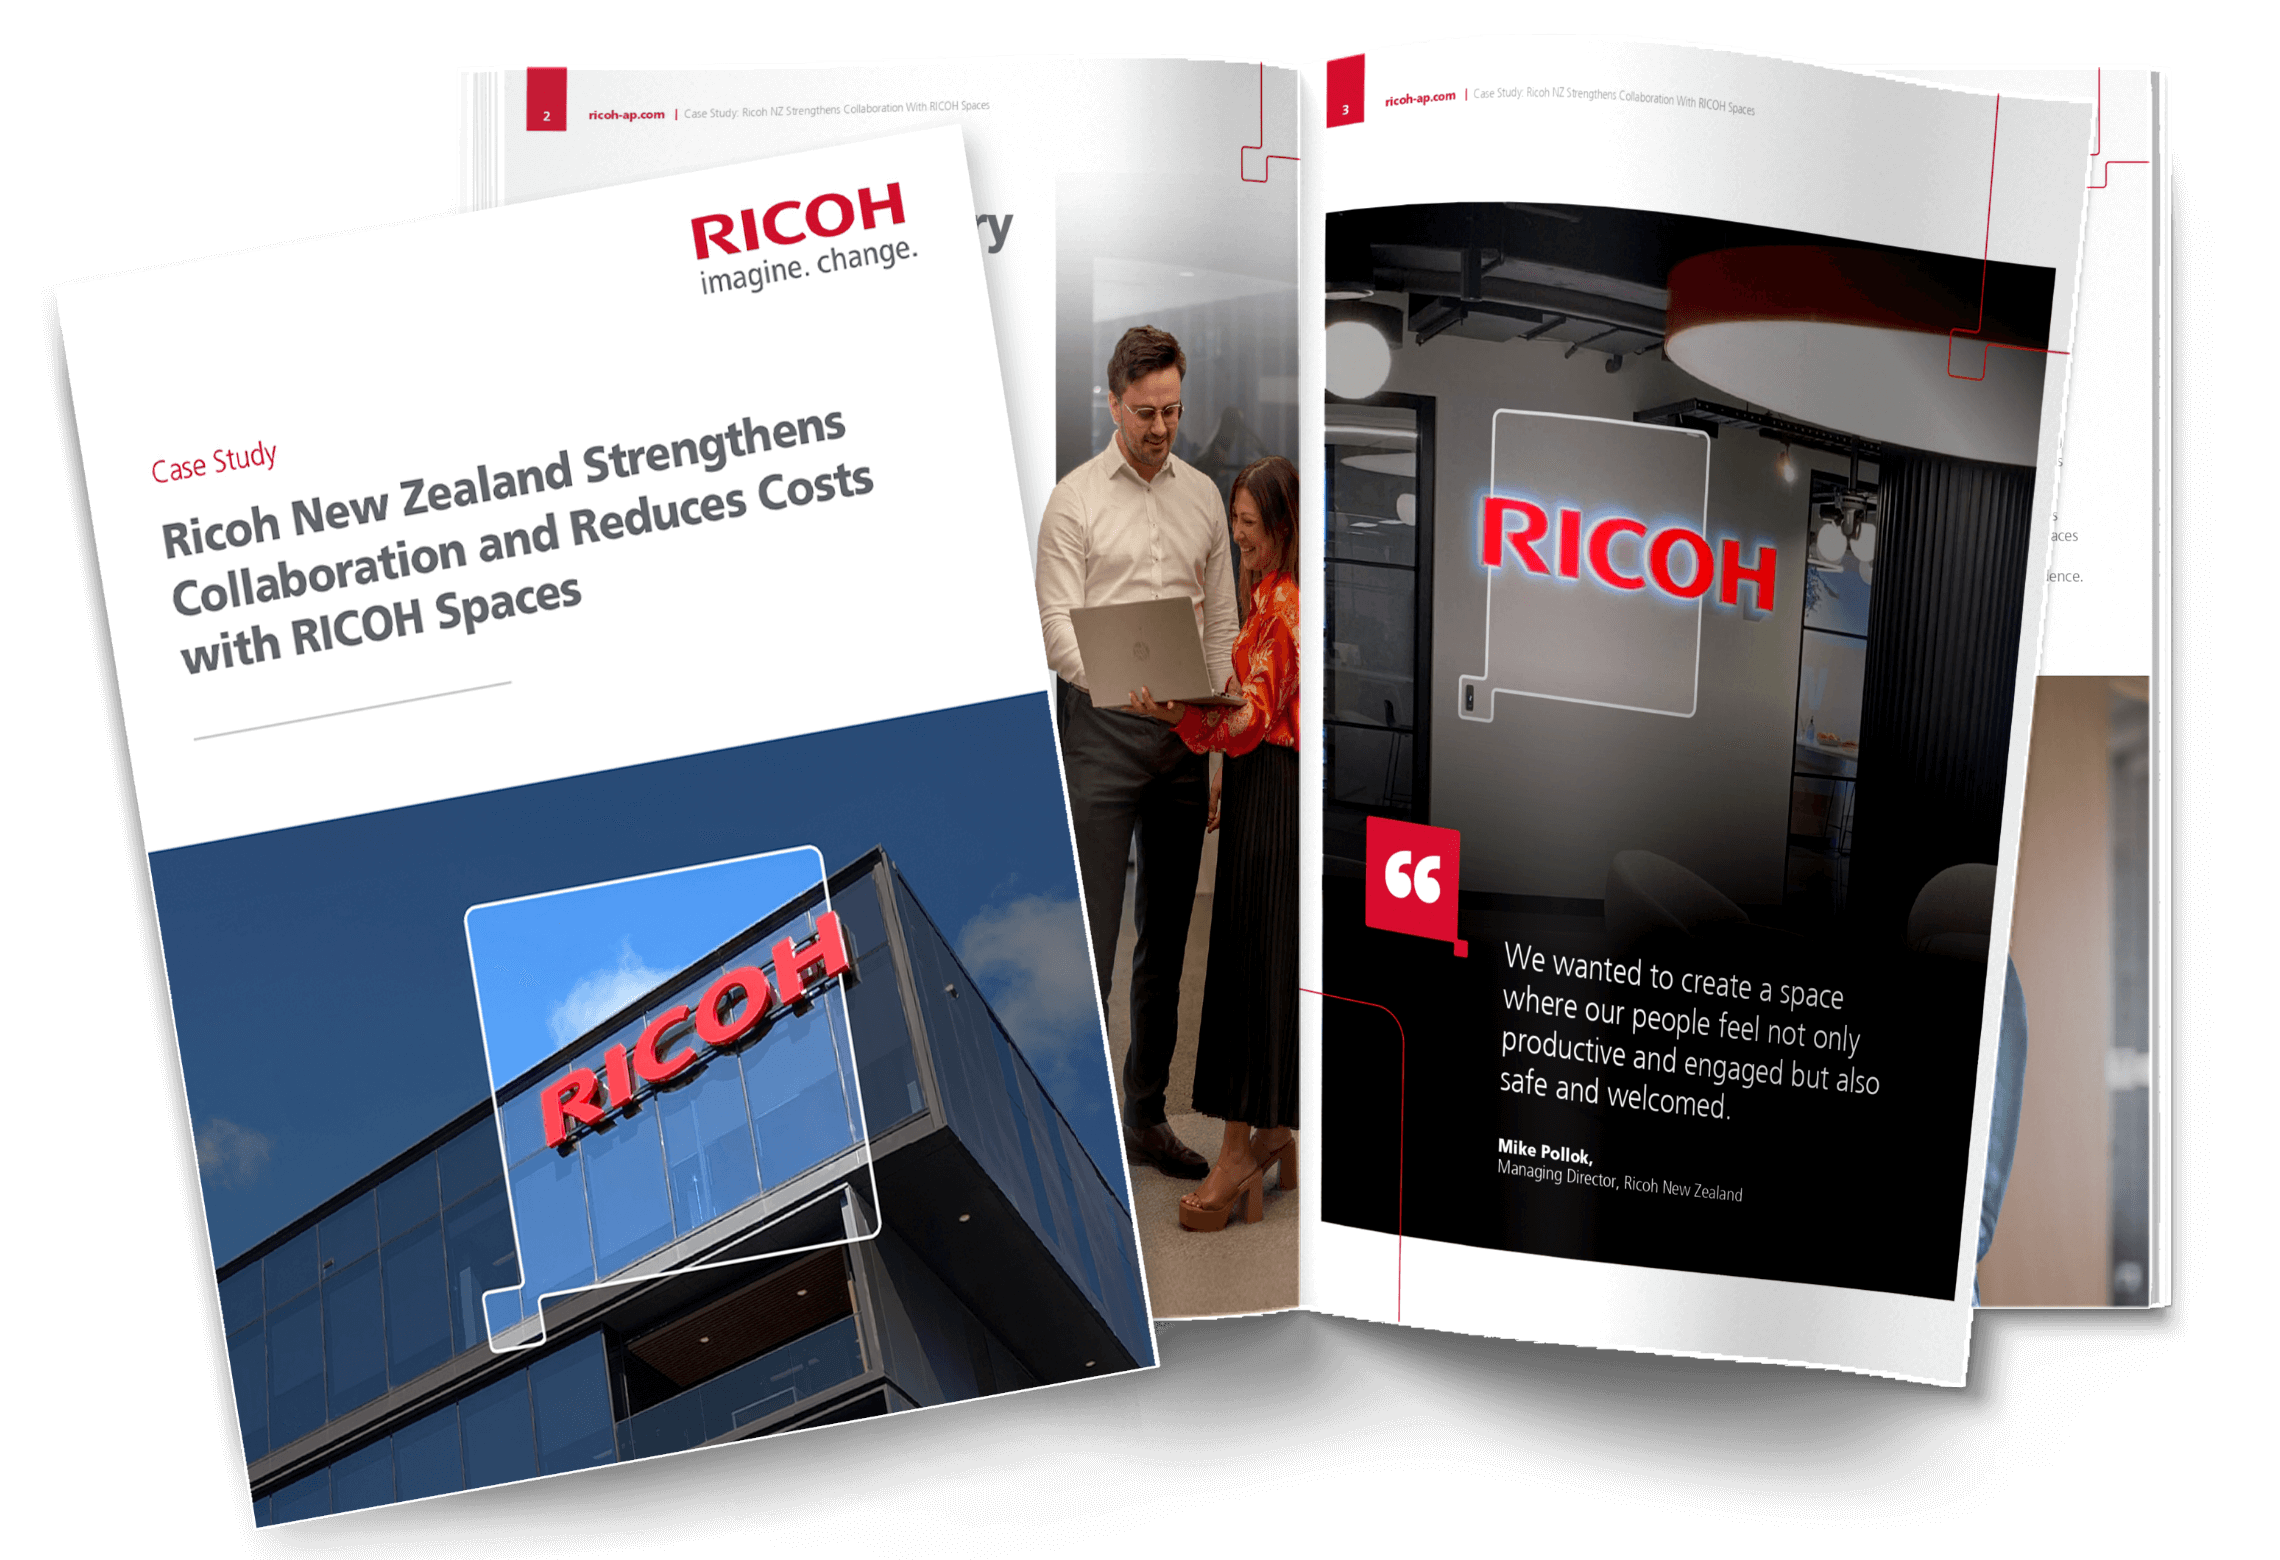 RICOH
imagine. change.
Case Study
Ricoh New Zealand Strengthens
Collaboration and Reduces Costs
with RICOH Spaces
RICOH
2
ricoh-ap.com | Case Study: Ricoh NZ Strengthens Collaboration With RICOH Spaces
ry
3
ricoh-ap.com | Case Study: Ricoh NZ Strengthens Collaboration With RICOH Spaces
RICOH
“
We wanted to create a space
where our people feel not only
productive and engaged but also
safe and welcomed.
Mike Pollok,
Managing Director, Ricoh New Zealand
s
s
aces
ence.